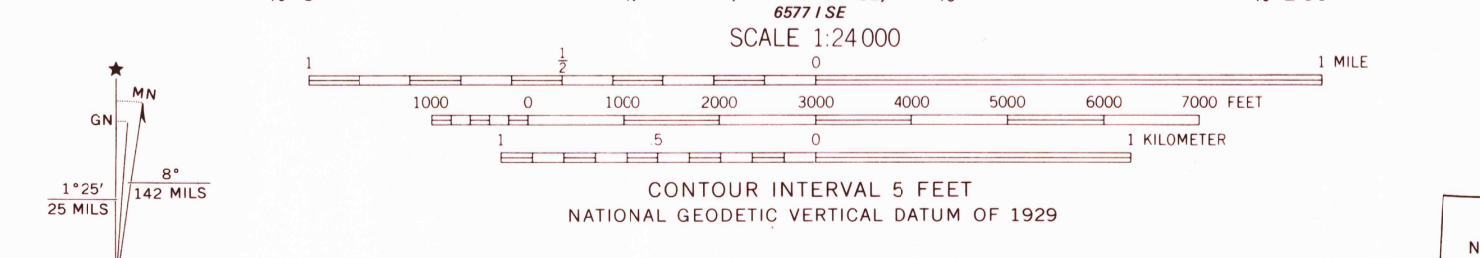 6577 I SE
SCALE 1:24 000
1 1/2 0 1 MILE
1000 0 1000 2000 3000 4000 5000 6000 7000 FEET
1 .5 0 1 KILOMETER
CONTOUR INTERVAL 5 FEET
NATIONAL GEODETIC VERTICAL DATUM OF 1929
★
MN
GN
1°25′
25 MILS
8°
142 MILS
N